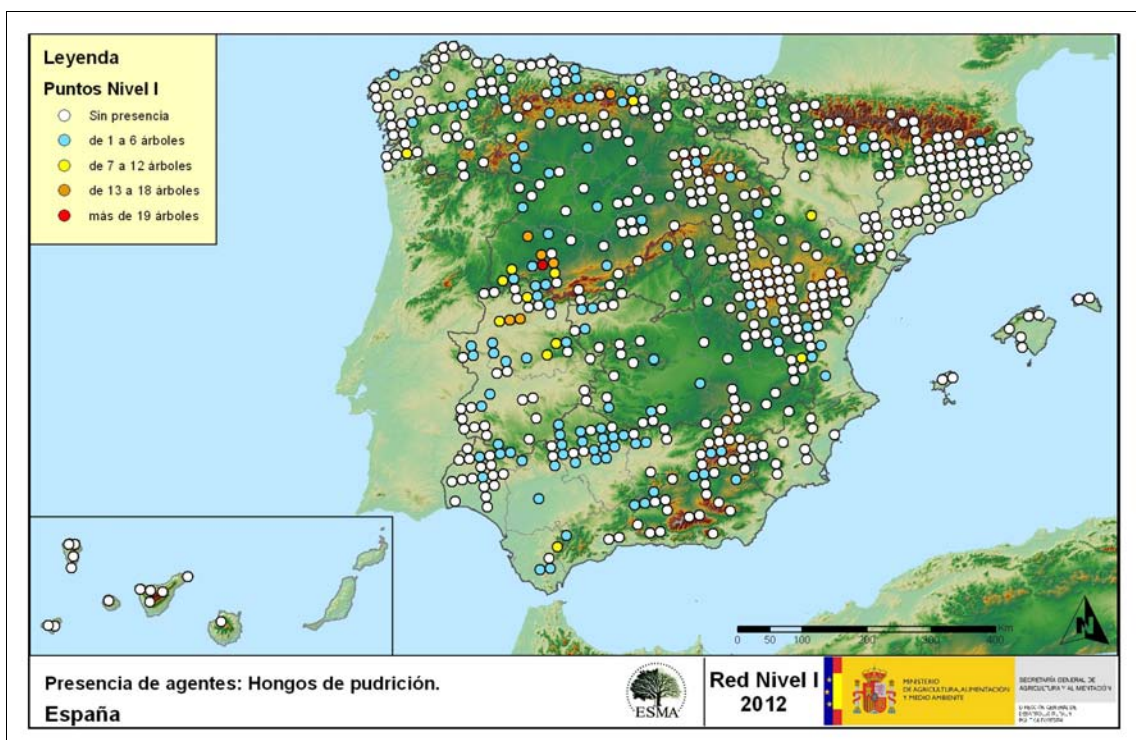 Leyenda
Puntos Nivel I
Sin presencia
de 1 a 6 árboles
de 7 a 12 árboles
de 13 a 18 árboles
más de 19 árboles
Km
0 50 100 200 300 400
N
Presencia de agentes: Hongos de pudrición.
España
ESMA
Red Nivel I
2012
MINISTERIO
DE AGRICULTURA, ALIMENTACIÓN
Y MEDIO AMBIENTE
SECRETARÍA GENERAL DE
AGRICULTURA Y ALIMENTACIÓN